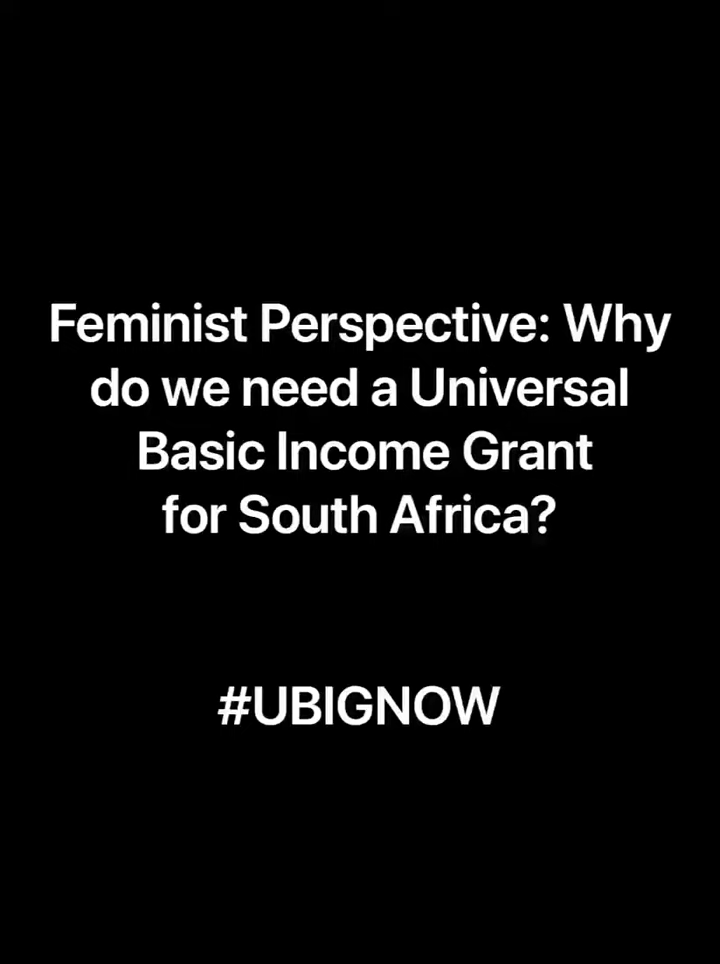 Feminist Perspective: Why
do we need a Universal
Basic Income Grant
for South Africa?
#UBIGNOW